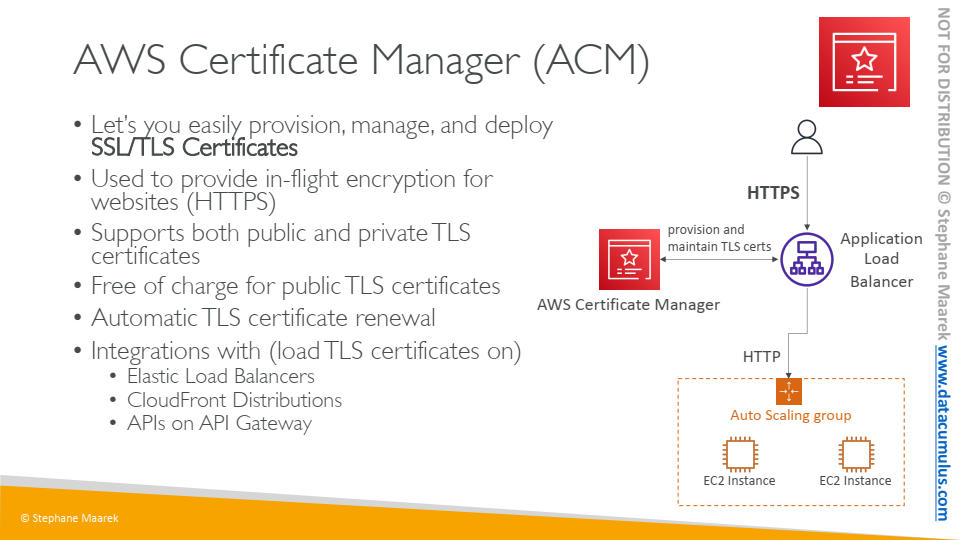 AWS Certificate Manager (ACM)
• Let's you easily provision, manage, and deploy
SSL/TLS Certificates
• Used to provide in-flight encryption for
websites (HTTPS)
• Supports both public and private TLS
certificates
• Free of charge for public TLS certificates
• Automatic TLS certificate renewal
• Integrations with (load TLS certificates on)
• Elastic Load Balancers
• CloudFront Distributions
• APIs on API Gateway
HTTPS
provision and
maintain TLS certs
Application
Load
Balancer
AWS Certificate Manager
HTTP
Auto Scaling group
EC2 Instance
EC2 Instance
© Stephane Maarek
NOT FOR DISTRIBUTION © Stephane Maarek www.datacumulus.com